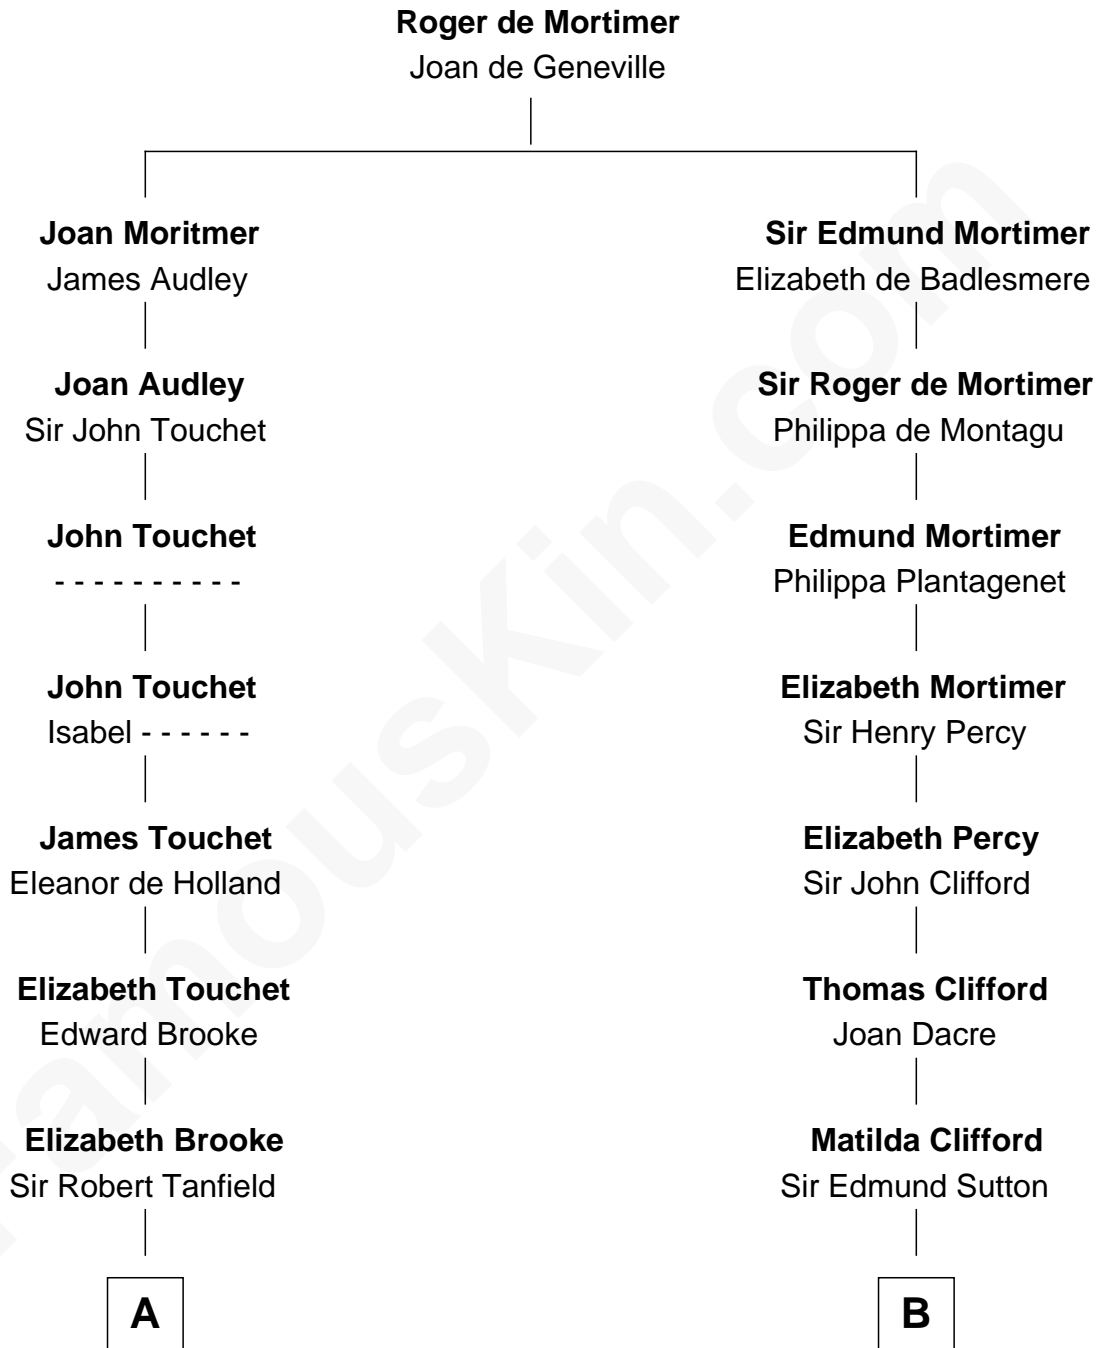 Roger de Mortimer
Joan de Geneville
Joan Moritmer
James Audley
Sir Edmund Mortimer
Elizabeth de Badlesmere
Joan Audley
Sir John Touchet
Sir Roger de Mortimer
Philippa de Montagu
John Touchet
- - - - - - - - - -
Edmund Mortimer
Philippa Plantagenet
John Touchet
Isabel - - - - - -
Elizabeth Mortimer
Sir Henry Percy
James Touchet
Eleanor de Holland
Elizabeth Percy
Sir John Clifford
Elizabeth Touchet
Edward Brooke
Thomas Clifford
Joan Dacre
Elizabeth Brooke
Sir Robert Tanfield
Matilda Clifford
Sir Edmund Sutton
A
B
FamousKin.com